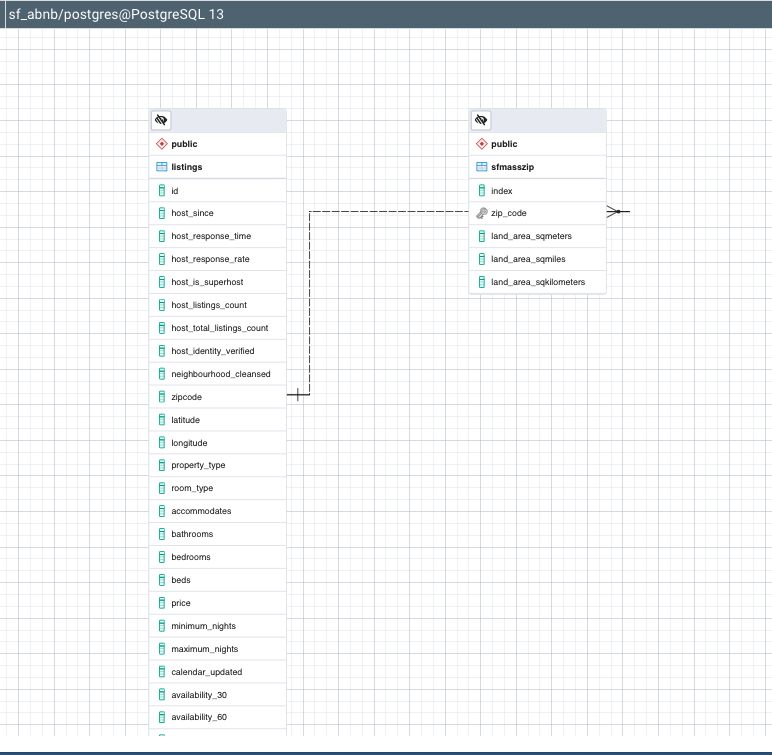 sf_abnb/postgres@PostgreSQL 13
public
listings
id
host_since
host_response_time
host_response_rate
host_is_superhost
host_listings_count
host_total_listings_count
host_identity_verified
neighbourhood_cleansed
zipcode
latitude
longitude
property_type
room_type
accommodates
bathrooms
bedrooms
beds
price
minimum_nights
maximum_nights
calendar_updated
availability_30
availability_60
public
sfmasszip
index
zip_code
land_area_sqmeters
land_area_sqmiles
land_area_sqkilometers